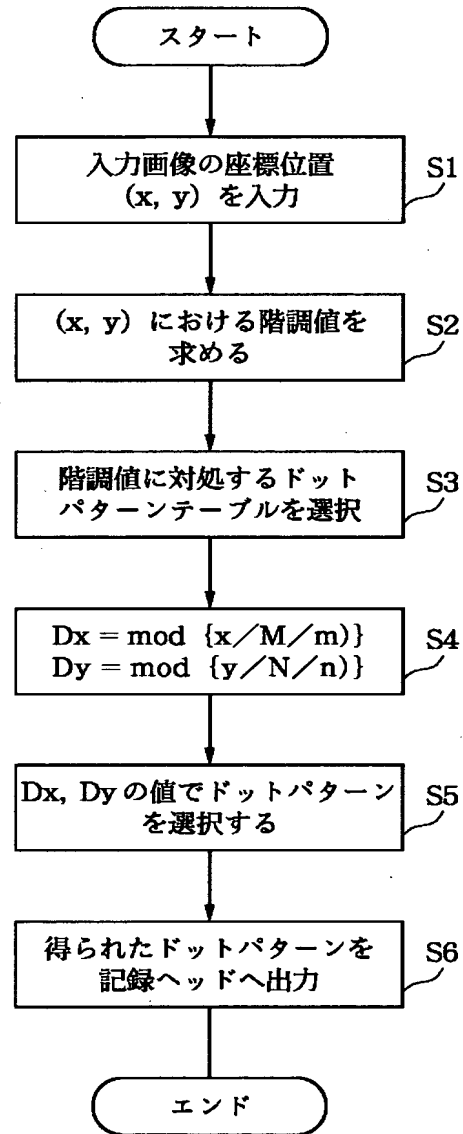 スタート
入力画像の座標位置
(x, y) を入力
S1
(x, y) における階調値を
求める
S2
階調値に対処するドット
パターンテーブルを選択
S3
Dx = mod {x/M/m)}
Dy = mod {y/N/n)}
S4
Dx, Dy の値でドットパターン
を選択する
S5
得られたドットパターンを
記録ヘッドへ出力
S6
エンド